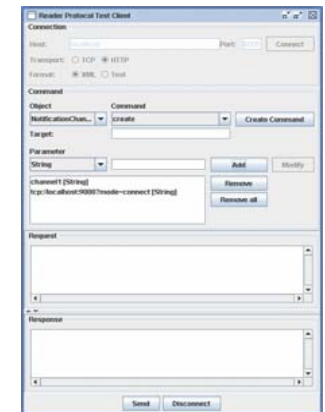 Reader Protocol Test Client
Connection
Host: localhost Port: Connect
Transport: TCP HTTP
Format: XML Text
Command
Object Command
NotificationChan... create Create Command
Target:
Parameter
String Add Modify
channel1 [String] Remove
tcp://localhost:9000?mode=connect [String]
Remove all
Request
Response
Send Disconnect